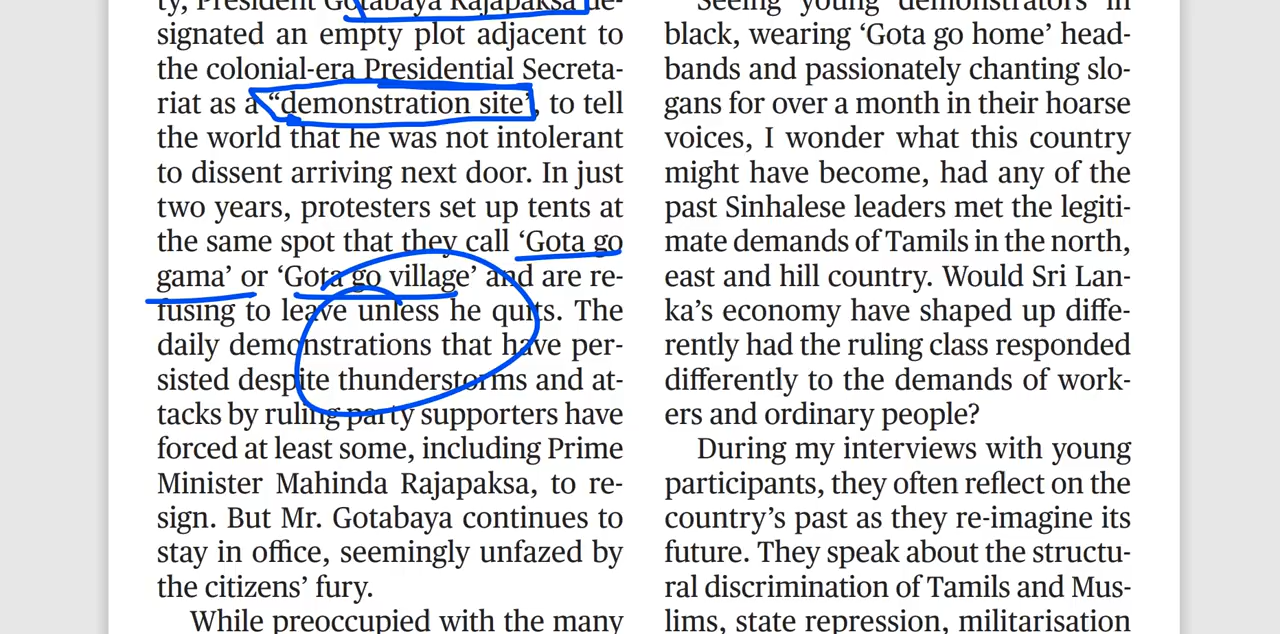 ty, President Gotabaya Rajapaksa de-
signated an empty plot adjacent to
the colonial-era Presidential Secreta-
riat as a “demonstration site”, to tell
the world that he was not intolerant
to dissent arriving next door. In just
two years, protesters set up tents at
the same spot that they call ‘Gota go
gama’ or ‘Gota go village’ and are re-
fusing to leave unless he quits. The
daily demonstrations that have per-
sisted despite thunderstorms and at-
tacks by ruling party supporters have
forced at least some, including Prime
Minister Mahinda Rajapaksa, to re-
sign. But Mr. Gotabaya continues to
stay in office, seemingly unfazed by
the citizens’ fury.
While preoccupied with the many
Seeing young demonstrators in
black, wearing ‘Gota go home’ head-
bands and passionately chanting slo-
gans for over a month in their hoarse
voices, I wonder what this country
might have become, had any of the
past Sinhalese leaders met the legiti-
mate demands of Tamils in the north,
east and hill country. Would Sri Lan-
ka’s economy have shaped up diffe-
rently had the ruling class responded
differently to the demands of work-
ers and ordinary people?
During my interviews with young
participants, they often reflect on the
country’s past as they re-imagine its
future. They speak about the structu-
ral discrimination of Tamils and Mus-
lims, state repression, militarisation